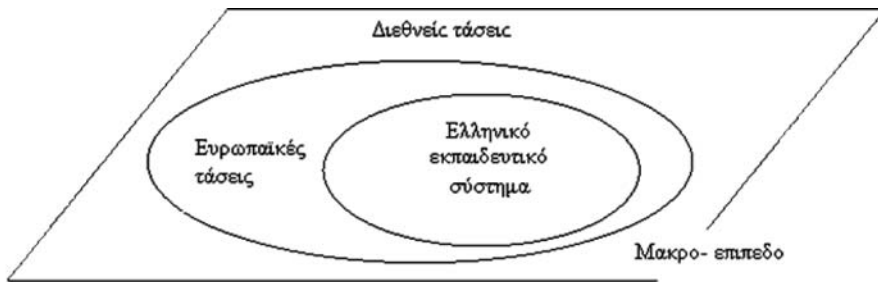 Διεθνείς τάσεις
Ευρωπαϊκές
τάσεις
Ελληνικό
εκπαιδευτικό
σύστημα
Μακρο- επιπεδο